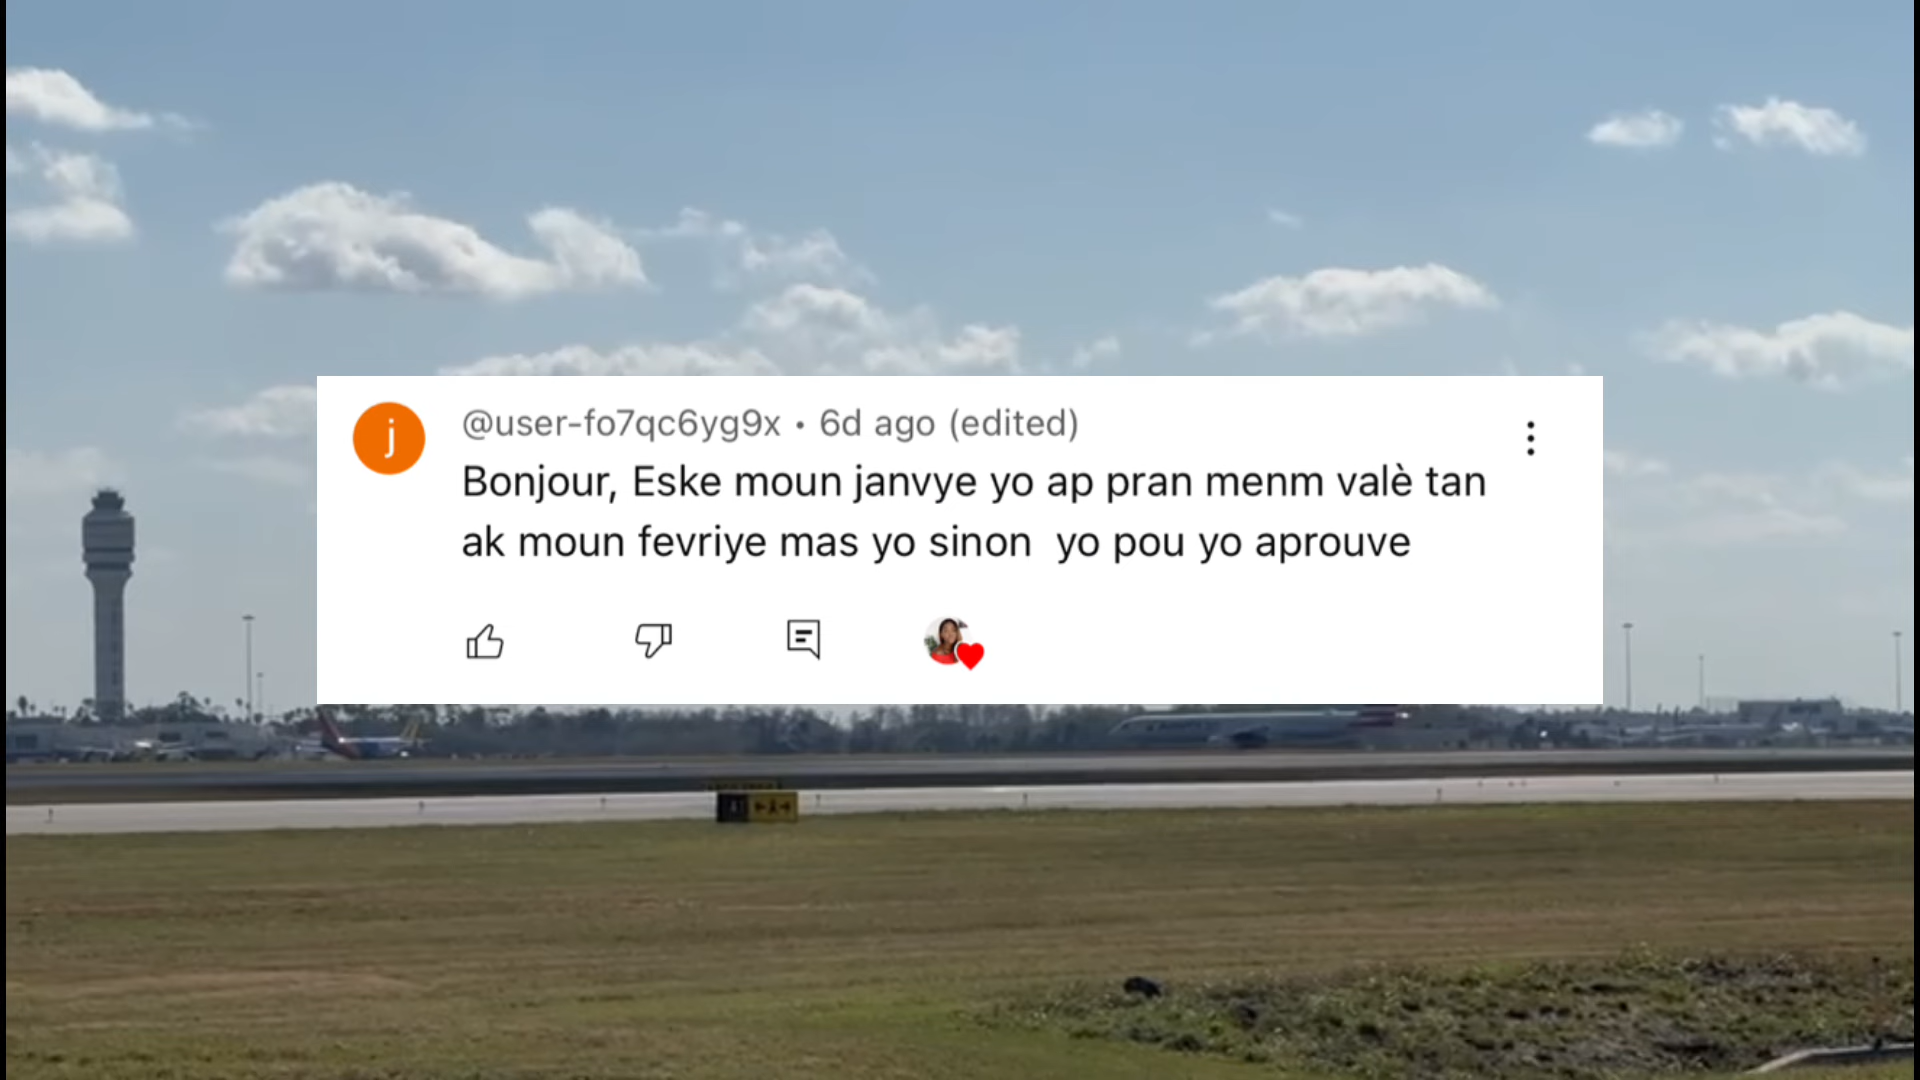 j
@user-fo7qc6yg9x • 6d ago (edited)
Bonjour, Eske moun janvye yo ap pran menm valè tan
ak moun fevriye mas yo sinon  yo pou yo aprouve